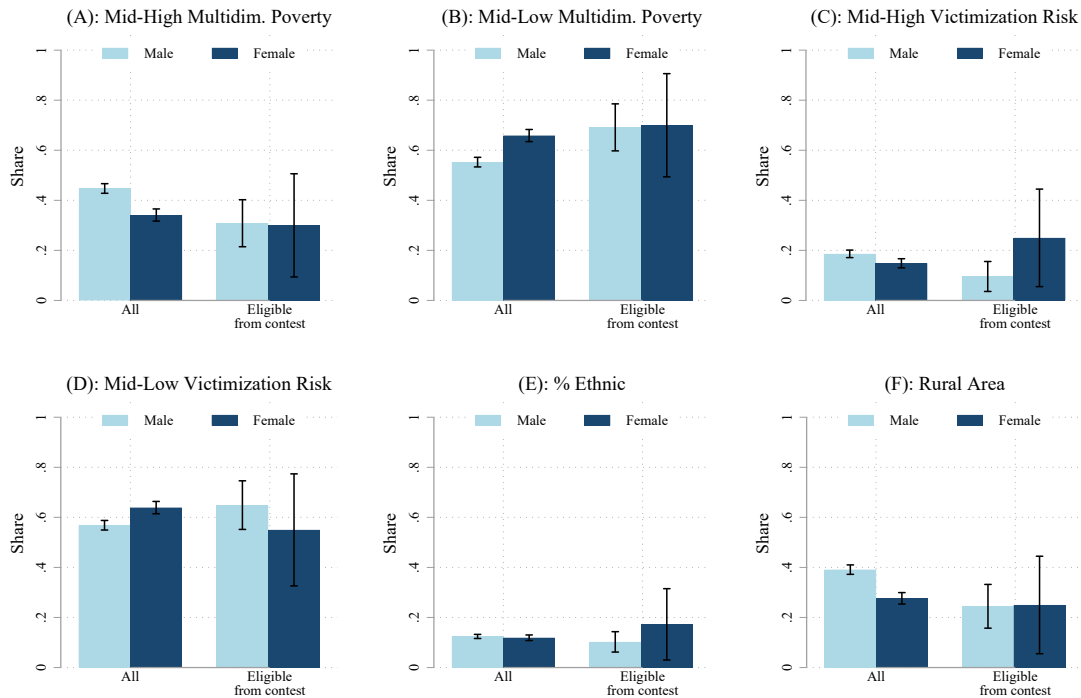 (A): Mid-High Multidim. Poverty
Male Female
Share
0 .2 .4 .6 .8 1
All Eligible
from contest
(B): Mid-Low Multidim. Poverty
Male Female
Share
0 .2 .4 .6 .8 1
All Eligible
from contest
(C): Mid-High Victimization Risk
Male Female
Share
0 .2 .4 .6 .8 1
All Eligible
from contest
(D): Mid-Low Victimization Risk
Male Female
Share
0 .2 .4 .6 .8 1
All Eligible
from contest
(E): % Ethnic
Male Female
Share
0 .2 .4 .6 .8 1
All Eligible
from contest
(F): Rural Area
Male Female
Share
0 .2 .4 .6 .8 1
All Eligible
from contest